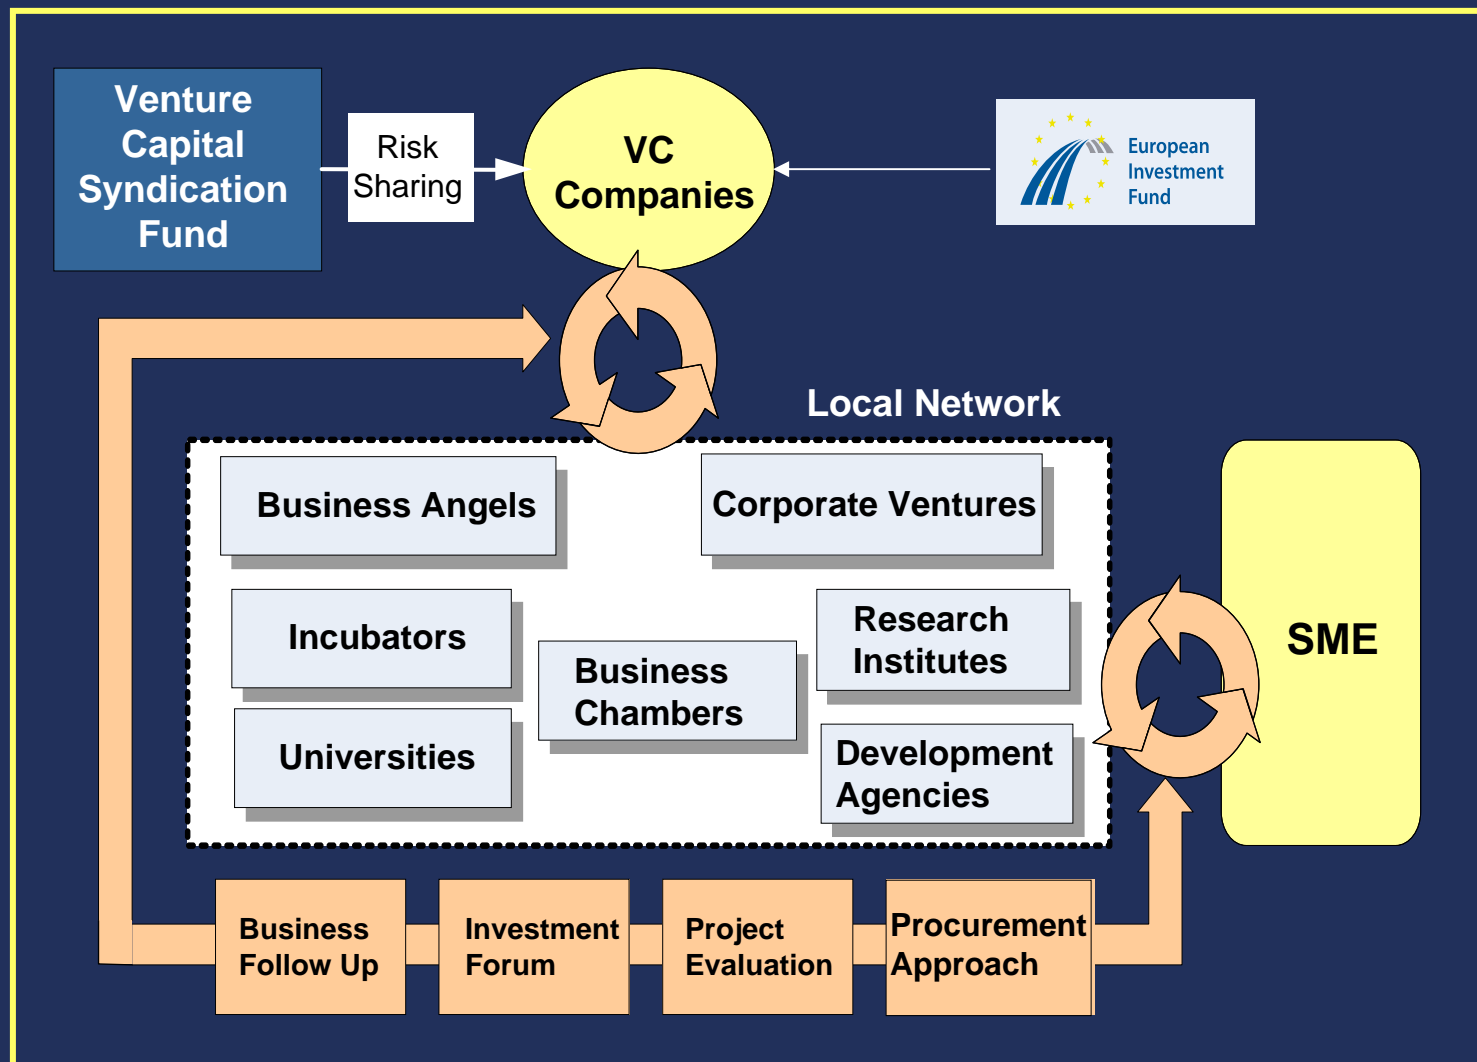 Venture
Capital
Syndication
Fund
Risk
Sharing
VC
Companies
European
Investment
Fund
Local Network
Business Angels
Corporate Ventures
Incubators
Business
Chambers
Research
Institutes
Universities
Development
Agencies
SME
Business
Follow Up
Investment
Forum
Project
Evaluation
Procurement
Approach